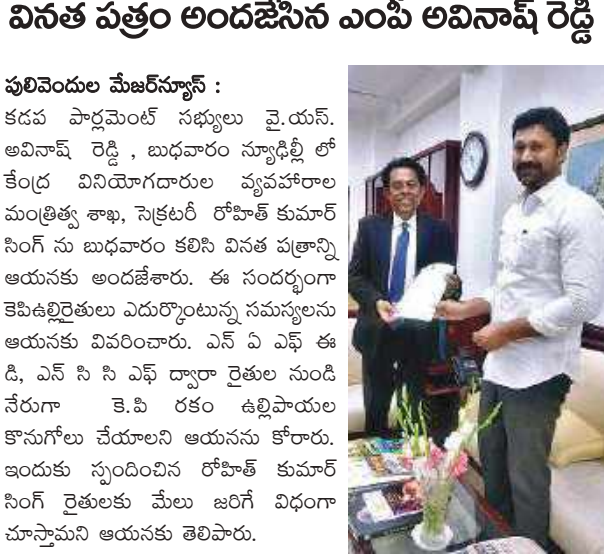 వినత పత్రం అందజేసిన ఎంపీ అవినాష్ రెడ్డి
పులివెందుల మేజర్‌న్యూస్ :
కడప పార్లమెంట్ సభ్యులు వై.యస్.
అవినాష్ రెడ్డి , బుధవారం న్యూఢిల్లీ లో
కేంద్ర వినియోగదారుల వ్యవహారాల
మంత్రిత్వ శాఖ, సెక్రటరీ రోహిత్ కుమార్
సింగ్ ను బుధవారం కలిసి వినత పత్రాన్ని
ఆయనకు అందజేశారు. ఈ సందర్భంగా
కెపిఉల్లిరైతులు ఎదుర్కొంటున్న సమస్యలను
ఆయనకు వివరించారు. ఎన్ ఏ ఎఫ్ ఈ
డి, ఎన్ సి సి ఎఫ్ ద్వారా రైతుల నుండి
నేరుగా కె.పి రకం ఉల్లిపాయల
కొనుగోలు చేయాలని ఆయనను కోరారు.
ఇందుకు స్పందించిన రోహిత్ కుమార్
సింగ్ రైతులకు మేలు జరిగే విధంగా
చూస్తామని ఆయనకు తెలిపారు.